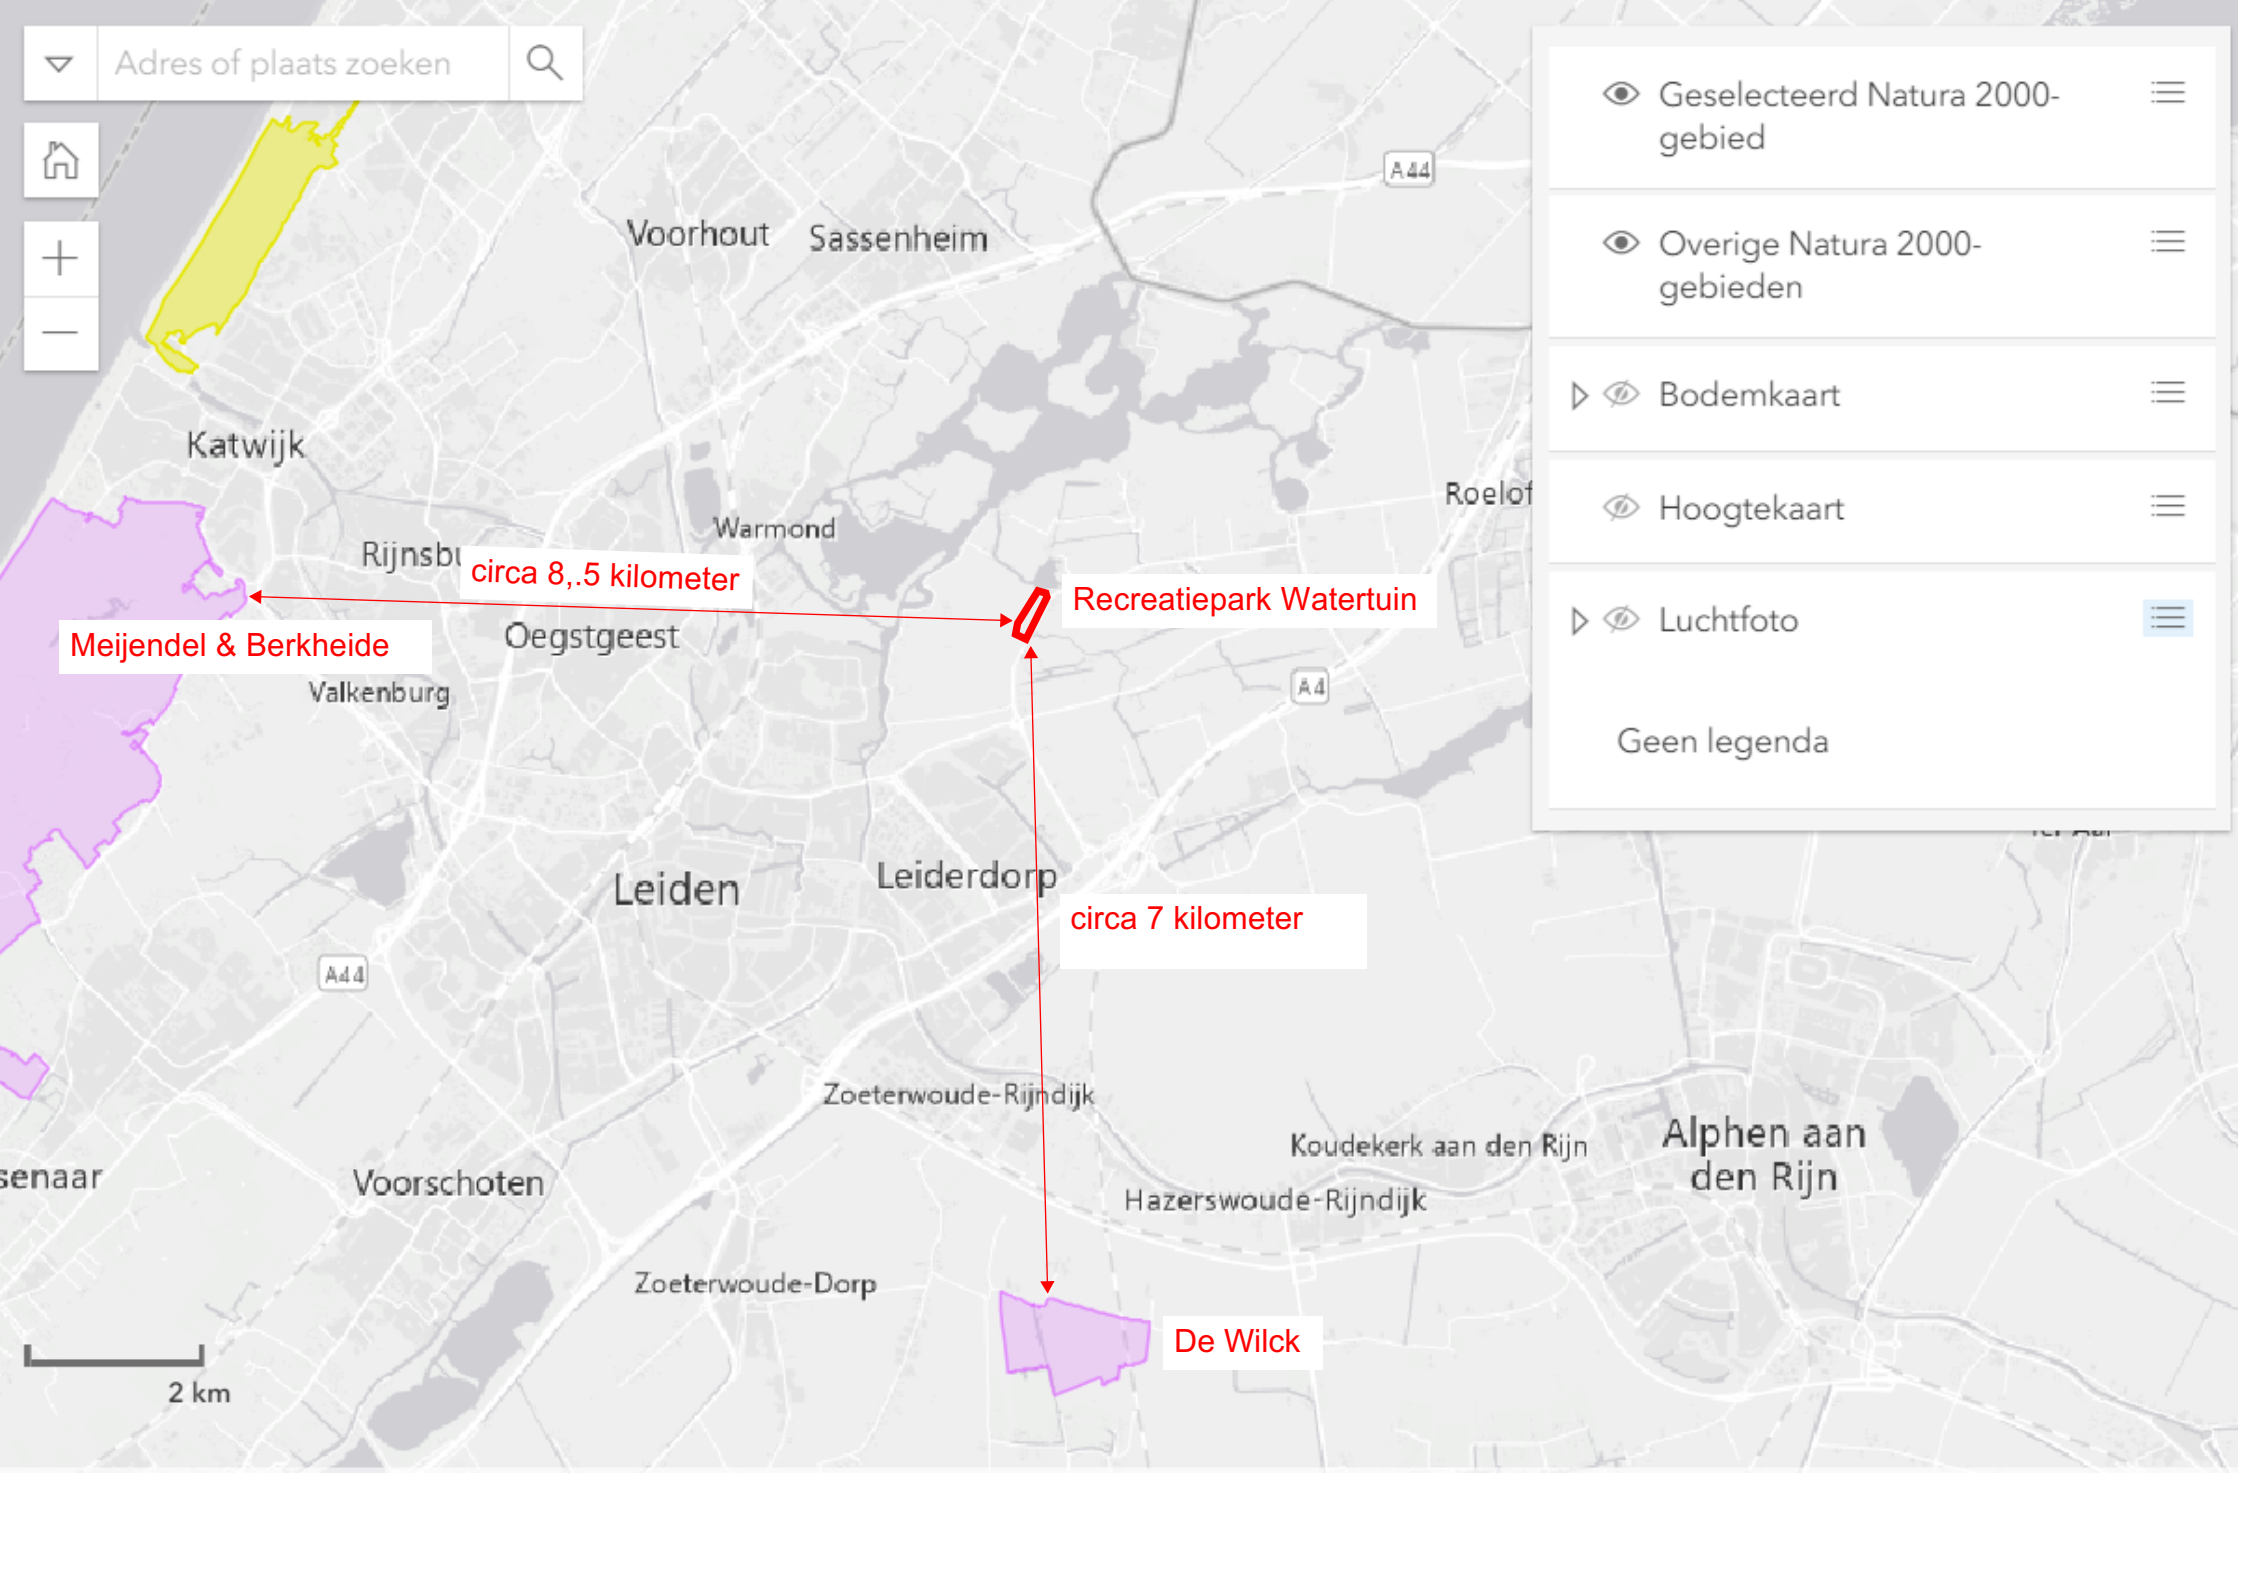 Adres of plaats zoeken
Geselecteerd Natura 2000-
gebied
Overige Natura 2000-
gebieden
Bodemkaart
Hoogtekaart
Luchtfoto
Geen legenda
A44
Voorhout
Sassenheim
Katwijk
Roelof
Warmond
Rijnsbu
circa 8,.5 kilometer
Recreatiepark Watertuin
Meijendel & Berkheide
Oegstgeest
Valkenburg
A4
Leiden
Leiderdorp
circa 7 kilometer
A44
Zoeterwoude-Rijndijk
Koudekerk aan den Rijn
Alphen aan
den Rijn
senaar
Voorschoten
Hazerswoude-Rijndijk
Zoeterwoude-Dorp
De Wilck
2 km